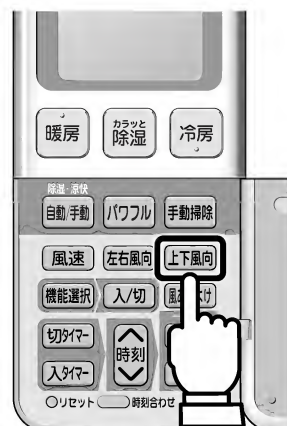 暖房
カラッと
除湿
冷房
除湿・涼快
自動/手動
パワフル
手動掃除
風速
左右風向
上下風向
機能選択
入/切
切タイマー
時刻
入タイマー
リセット
時刻合わせ